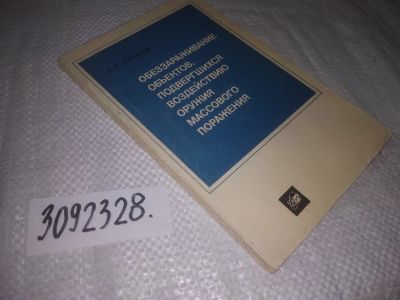 ОБЕЗЗАРАЖИВАНИЕ
ОБЪЕКТОВ,
ПОДВЕРГШИХСЯ
ВОЗДЕЙСТВИЮ
ОРУЖИЯ
МАССОВОГО
ПОРАЖЕНИЯ
3092328.